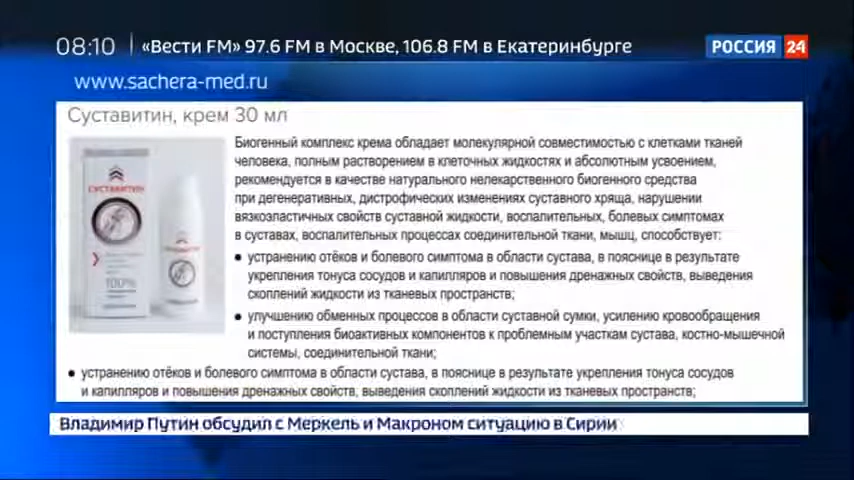 08:10 «Вести FM» 97.6 FM в Москве, 106.8 FM в Екатеринбурге РОССИЯ 24
www.sachera-med.ru
Суставитин, крем 30 мл
Биогенный комплекс крема обладает молекулярной совместимостью с клетками тканей
человека, полным растворением в клеточных жидкостях и абсолютным усвоением,
рекомендуется в качестве натурального нелекарственного биогенного средства
при дегенеративных, дистрофических изменениях суставного хряща, нарушении
вязкоэластичных свойств суставной жидкости, воспалительных, болевых симптомах
в суставах, воспалительных процессах соединительной ткани, мышц, способствует:
СУСТАВИТИН
100%
• устранению отёков и болевого симптома в области сустава, в пояснице в результате
укрепления тонуса сосудов и капилляров и повышения дренажных свойств, выведения
скоплений жидкости из тканевых пространств;
• улучшению обменных процессов в области суставной сумки, усилению кровообращения
и поступления биоактивных компонентов к проблемным участкам сустава, костно-мышечной
системы, соединительной ткани;
• устранению отёков и болевого симптома в области сустава, в пояснице в результате укрепления тонуса сосудов
и капилляров и повышения дренажных свойств, выведения скоплений жидкости из тканевых пространств;
Владимир Путин обсудил с Меркель и Макроном ситуацию в Сирии